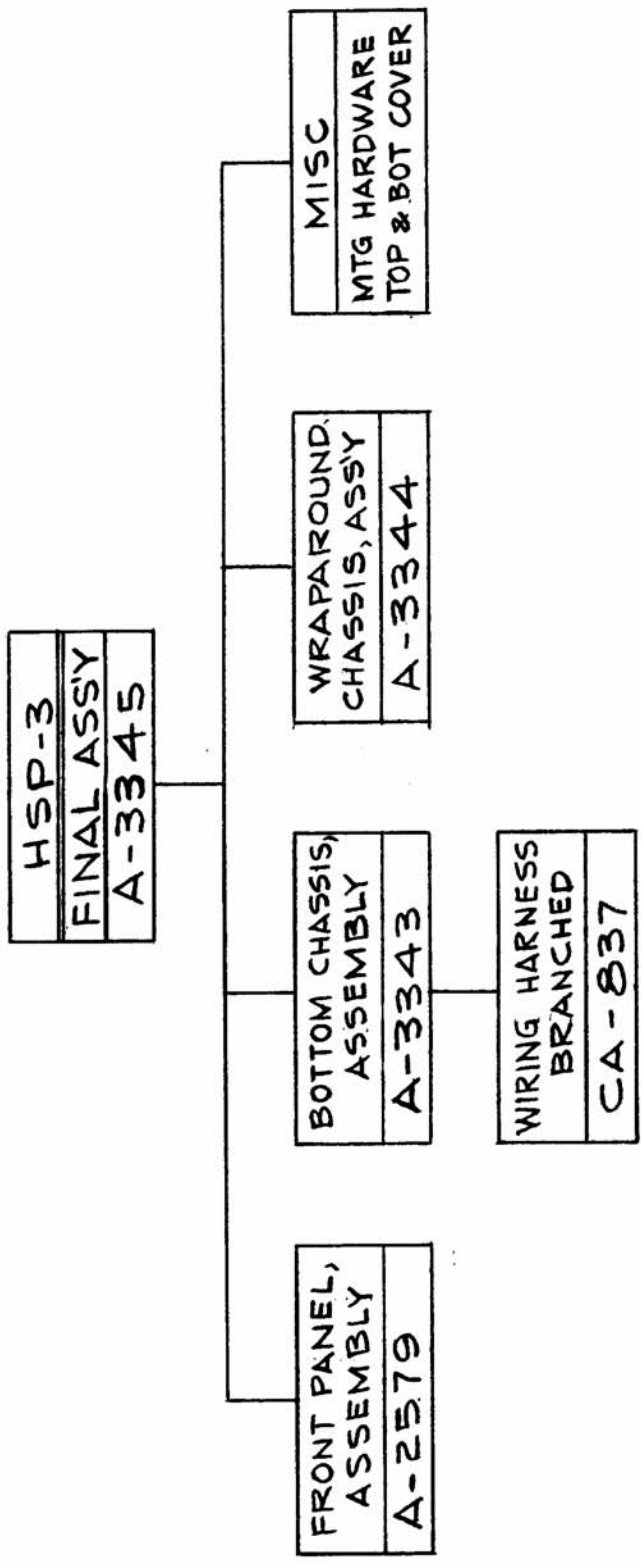 HSP-3
FINAL ASS'Y
A-3345
FRONT PANEL,
ASSEMBLY
A-2579
BOTTOM CHASSIS,
ASSEMBLY
A-3343
WRAPAROUND.
CHASSIS, ASS'Y
A-3344
MISC
MTG HARDWARE
TOP & BOT COVER
WIRING HARNESS
BRANCHED
CA-837